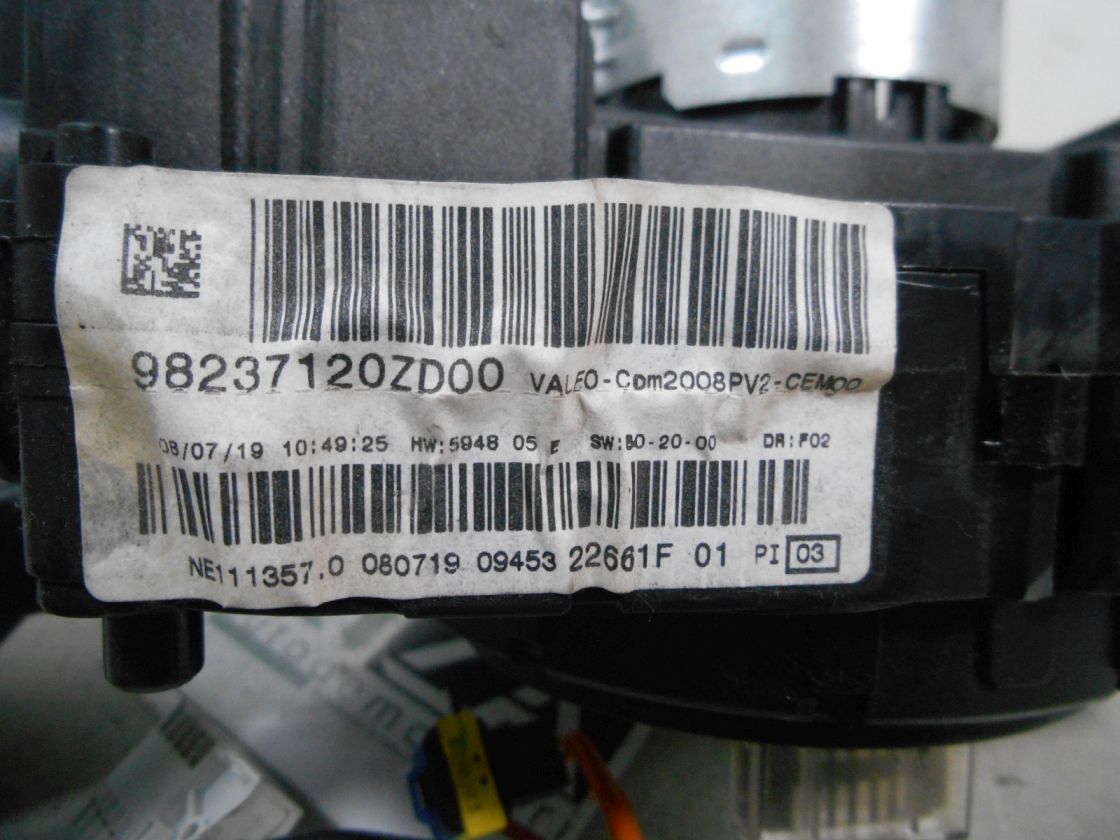 98237120ZD00 VALEO-Com2008PV2-CEM00
08/07/19 10:49:25 HW:5948 05 E SW:50-20-00 DR:F02
NE111357.0 080719 09453 22661F 01 PI 03